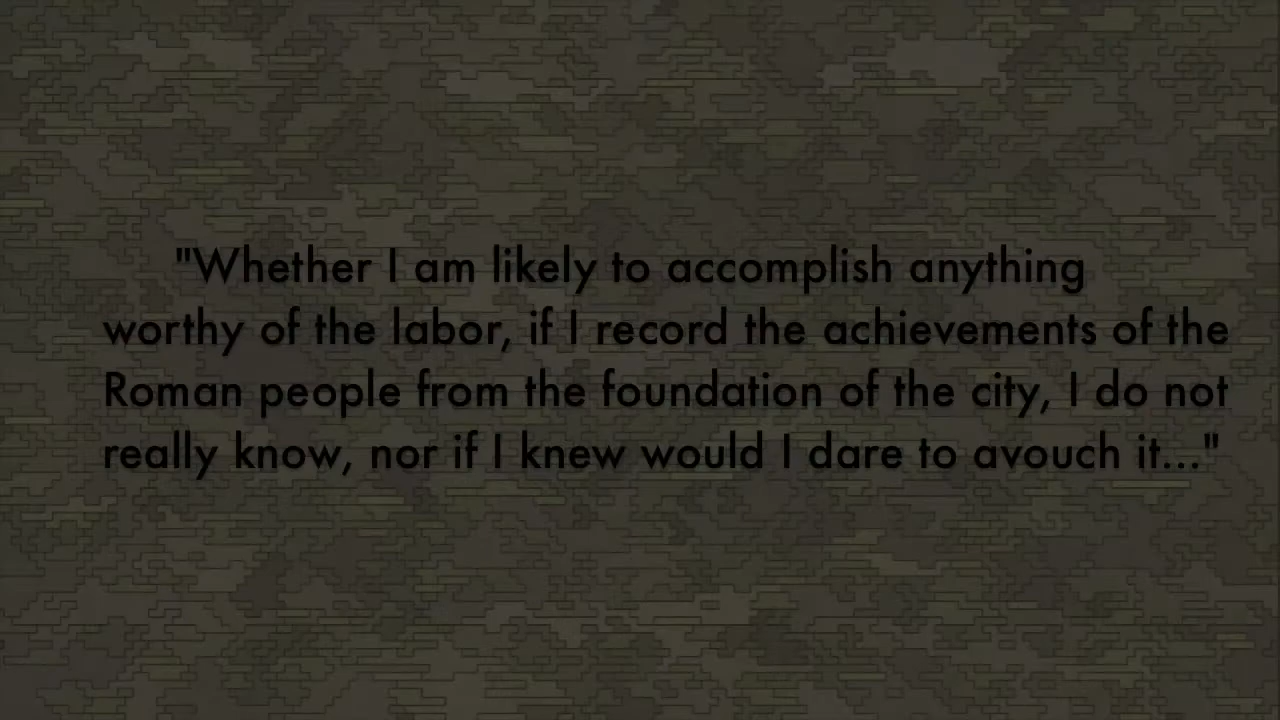 "Whether I am likely to accomplish anything
worthy of the labor, if I record the achievements of the
Roman people from the foundation of the city, I do not
really know, nor if I knew would I dare to avouch it..."